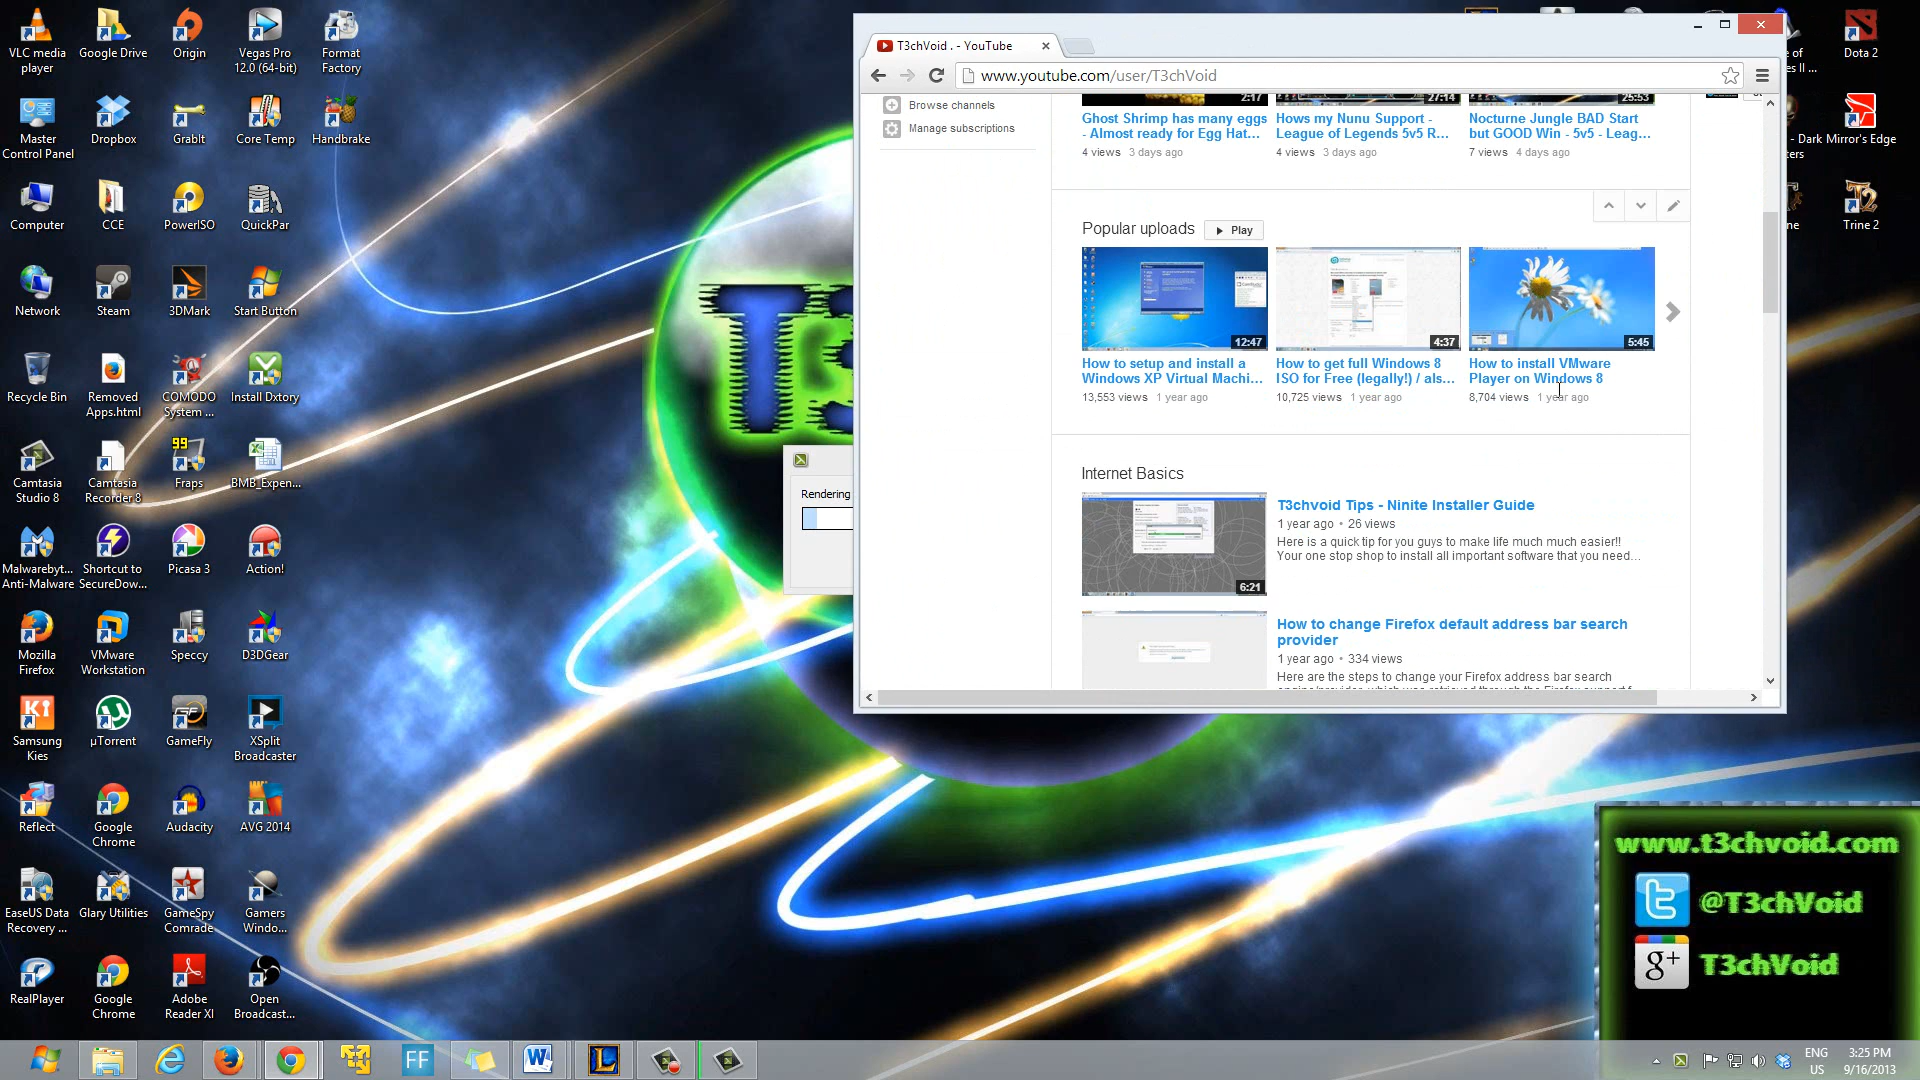 VLC media
player
Google Drive
Origin
Vegas Pro
12.0 (64-bit)
Format
Factory
Master
Control Panel
Dropbox
GrabIt
Core Temp
Handbrake
Computer
CCE
PowerISO
QuickPar
Network
Steam
3DMark
Start Button
Recycle Bin
Removed
Apps.html
COMODO
System ...
Install Dxtory
Camtasia
Studio 8
Camtasia
Recorder 8
99
Fraps
BMB_Expen...
Malwarebyt...
Anti-Malware
Shortcut to
SecureDow...
Picasa 3
Action!
Mozilla
Firefox
VMware
Workstation
Speccy
D3DGear
Samsung
Kies
µTorrent
GameFly
XSplit
Broadcaster
Reflect
Google
Chrome
Audacity
AVG 2014
EaseUS Data
Recovery ...
Glary Utilities
GameSpy
Comrade
Gamers
Windo...
RealPlayer
Google
Chrome
Adobe
Reader XI
Open
Broadcast...
Rendering
T3chVoid . - YouTube
www.youtube.com/user/T3chVoid
Browse channels
Manage subscriptions
2:17
27:14
25:53
Ghost Shrimp has many eggs
- Almost ready for Egg Hat...
4 views 3 days ago
Hows my Nunu Support -
League of Legends 5v5 R...
4 views 3 days ago
Nocturne Jungle BAD Start
but GOOD Win - 5v5 - Leag...
7 views 4 days ago
Popular uploads
Play
12:47
4:37
5:45
How to setup and install a
Windows XP Virtual Machi...
13,553 views 1 year ago
How to get full Windows 8
ISO for Free (legally!) / als...
10,725 views 1 year ago
How to install VMware
Player on Windows 8
8,704 views 1 year ago
Internet Basics
6:21
T3chvoid Tips - Ninite Installer Guide
1 year ago • 26 views
Here is a quick tip for you guys to make life much much easier!!
Your one stop shop to install all important software that you need...
How to change Firefox default address bar search
provider
1 year ago • 334 views
Here are the steps to change your Firefox address bar search
e of
es II ...
Dota 2
- Dark
ters
Mirror's Edge
ne
Trine 2
www.t3chvoid.com
@T3chVoid
g+
T3chVoid
FF
ENG
US
3:25 PM
9/16/2013